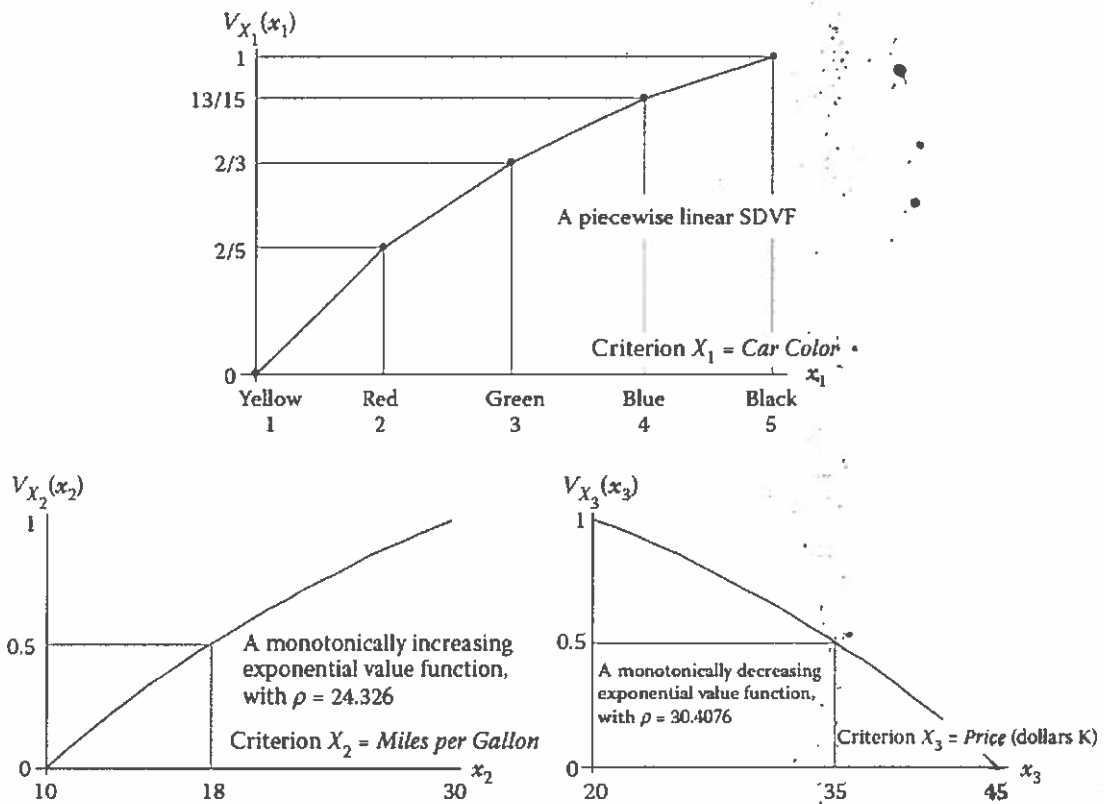 V_{X_1}(x_1)
1
13/15
2/3
2/5
0
A piecewise linear SDVF
Criterion X_1 = Car Color
x_1
Yellow Red Green Blue Black
1 2 3 4 5
V_{X_2}(x_2)
1
0.5
0
A monotonically increasing
exponential value function,
with ρ = 24.326
Criterion X_2 = Miles per Gallon
10 18 30 x_2
V_{X_3}(x_3)
1
0.5
0
A monotonically decreasing
exponential value function,
with ρ = 30.4076
Criterion X_3 = Price (dollars K)
20 35 45 x_3